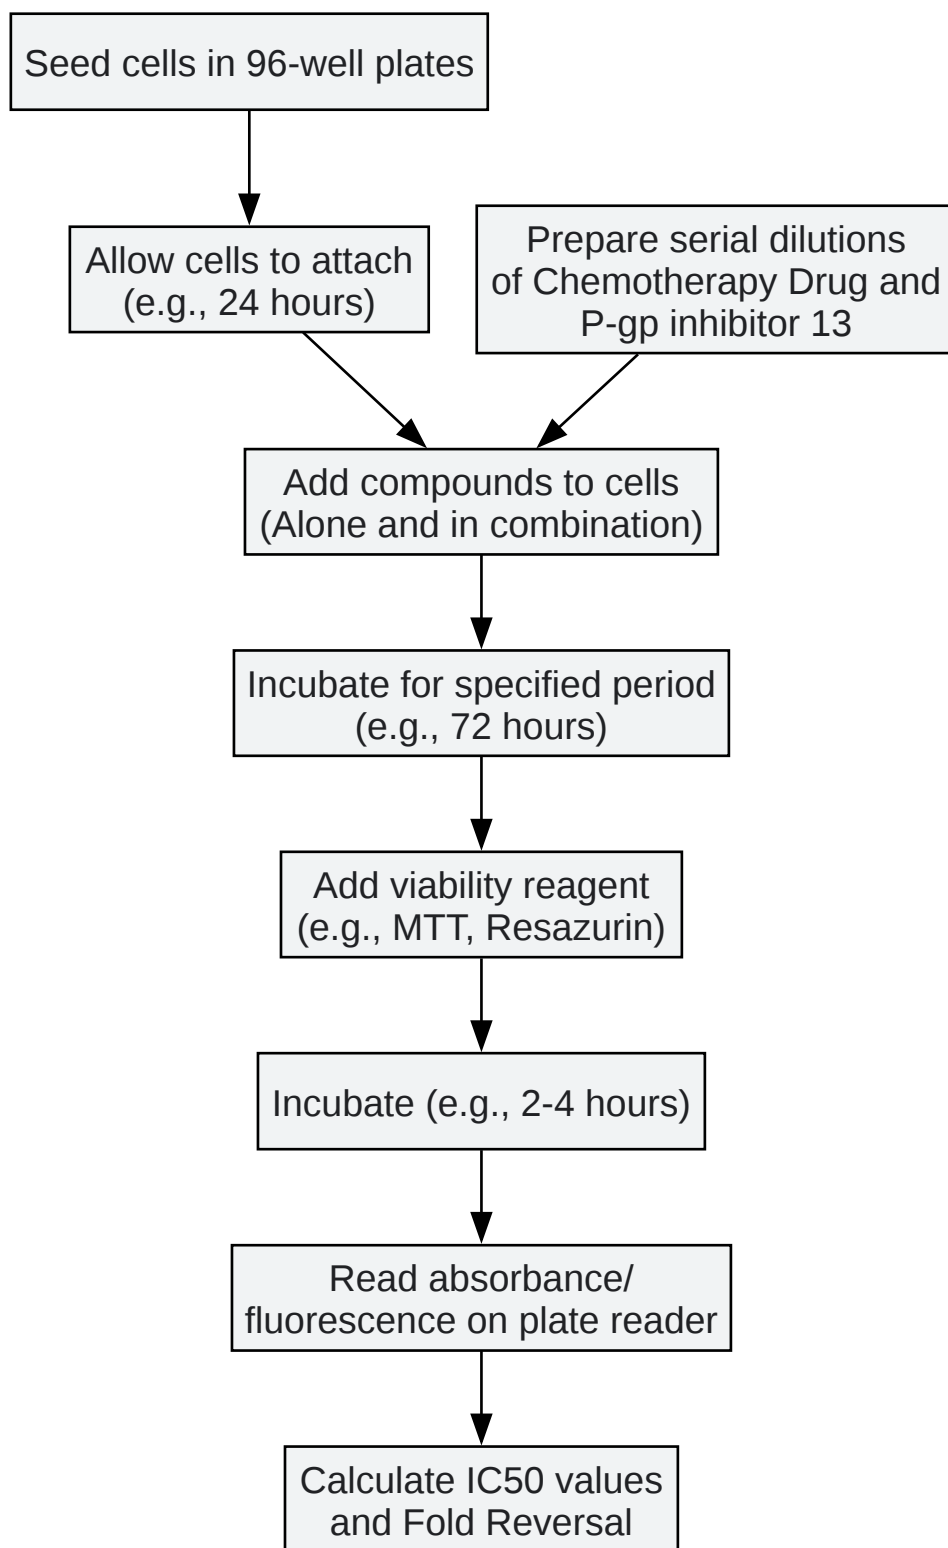 Seed cells in 96-well plates
Allow cells to attach
(e.g., 24 hours)
Prepare serial dilutions
of Chemotherapy Drug and
P-gp inhibitor 13
Add compounds to cells
(Alone and in combination)
Incubate for specified period
(e.g., 72 hours)
Add viability reagent
(e.g., MTT, Resazurin)
Incubate (e.g., 2-4 hours)
Read absorbance/
fluorescence on plate reader
Calculate IC50 values
and Fold Reversal